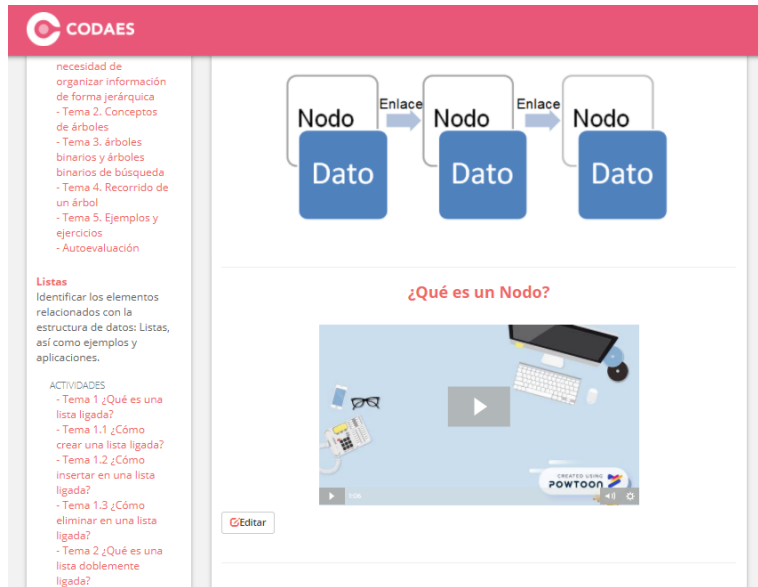 CODAES
necesidad de
organizar información
de forma jerárquica
- Tema 2. Conceptos
de árboles
- Tema 3. árboles
binarios y árboles
binarios de búsqueda
- Tema 4. Recorrido de
un árbol
- Tema 5. Ejemplos y
ejercicios
- Autoevaluación
Listas
Identificar los elementos
relacionados con la
estructura de datos: Listas,
así como ejemplos y
aplicaciones.
ACTIVIDADES
- Tema 1 ¿Qué es una
lista ligada?
- Tema 1.1 ¿Cómo
crear una lista ligada?
- Tema 1.2 ¿Cómo
insertar en una lista
ligada?
- Tema 1.3 ¿Cómo
eliminar en una lista
ligada?
- Tema 2 ¿Qué es una
lista doblemente
ligada?
Nodo Enlace Nodo Enlace Nodo
Dato Dato Dato
¿Qué es un Nodo?
CREATED USING
POWTOON
1:06
Editar